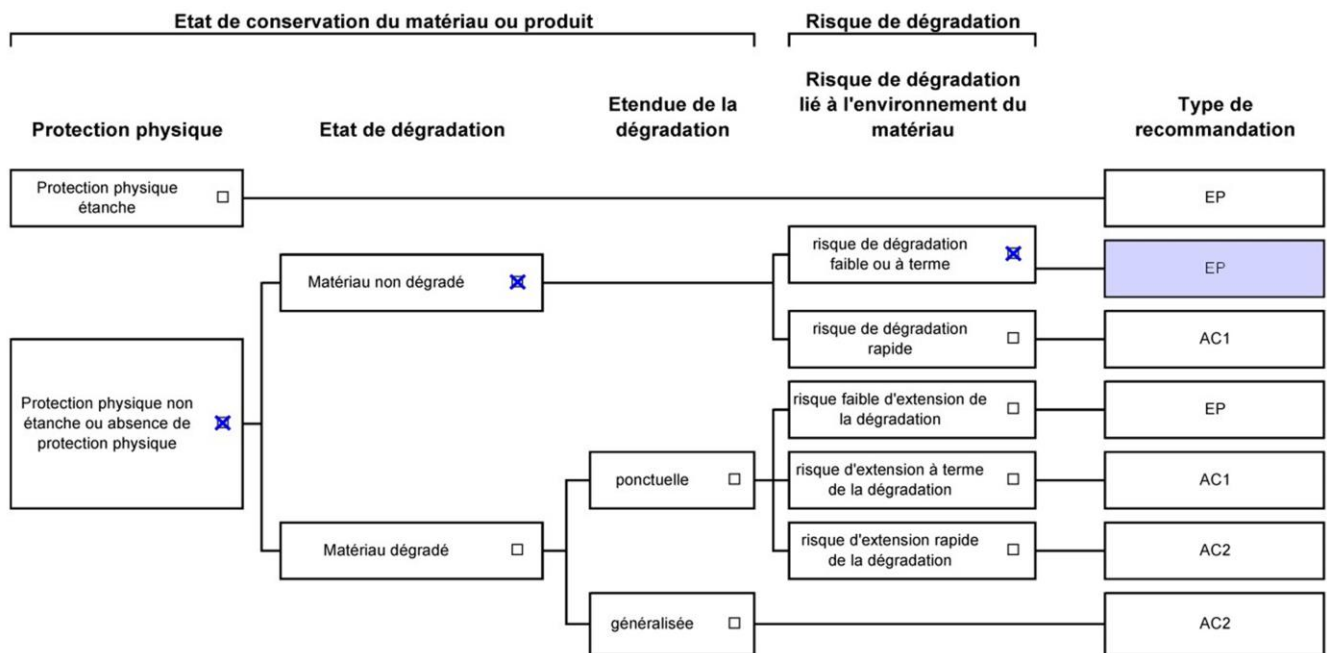 Etat de conservation du matériau ou produit
Risque de dégradation
Protection physique
Etat de dégradation
Etendue de la
dégradation
Risque de dégradation
lié à l'environnement du
matériau
Type de
recommandation
Protection physique
étanche
EP
Matériau non dégradé
risque de dégradation
faible ou à terme
EP
risque de dégradation
rapide
AC1
Protection physique non
étanche ou absence de
protection physique
risque faible d'extension de
la dégradation
EP
ponctuelle
risque d'extension à terme
de la dégradation
AC1
Matériau dégradé
risque d'extension rapide
de la dégradation
AC2
généralisée
AC2